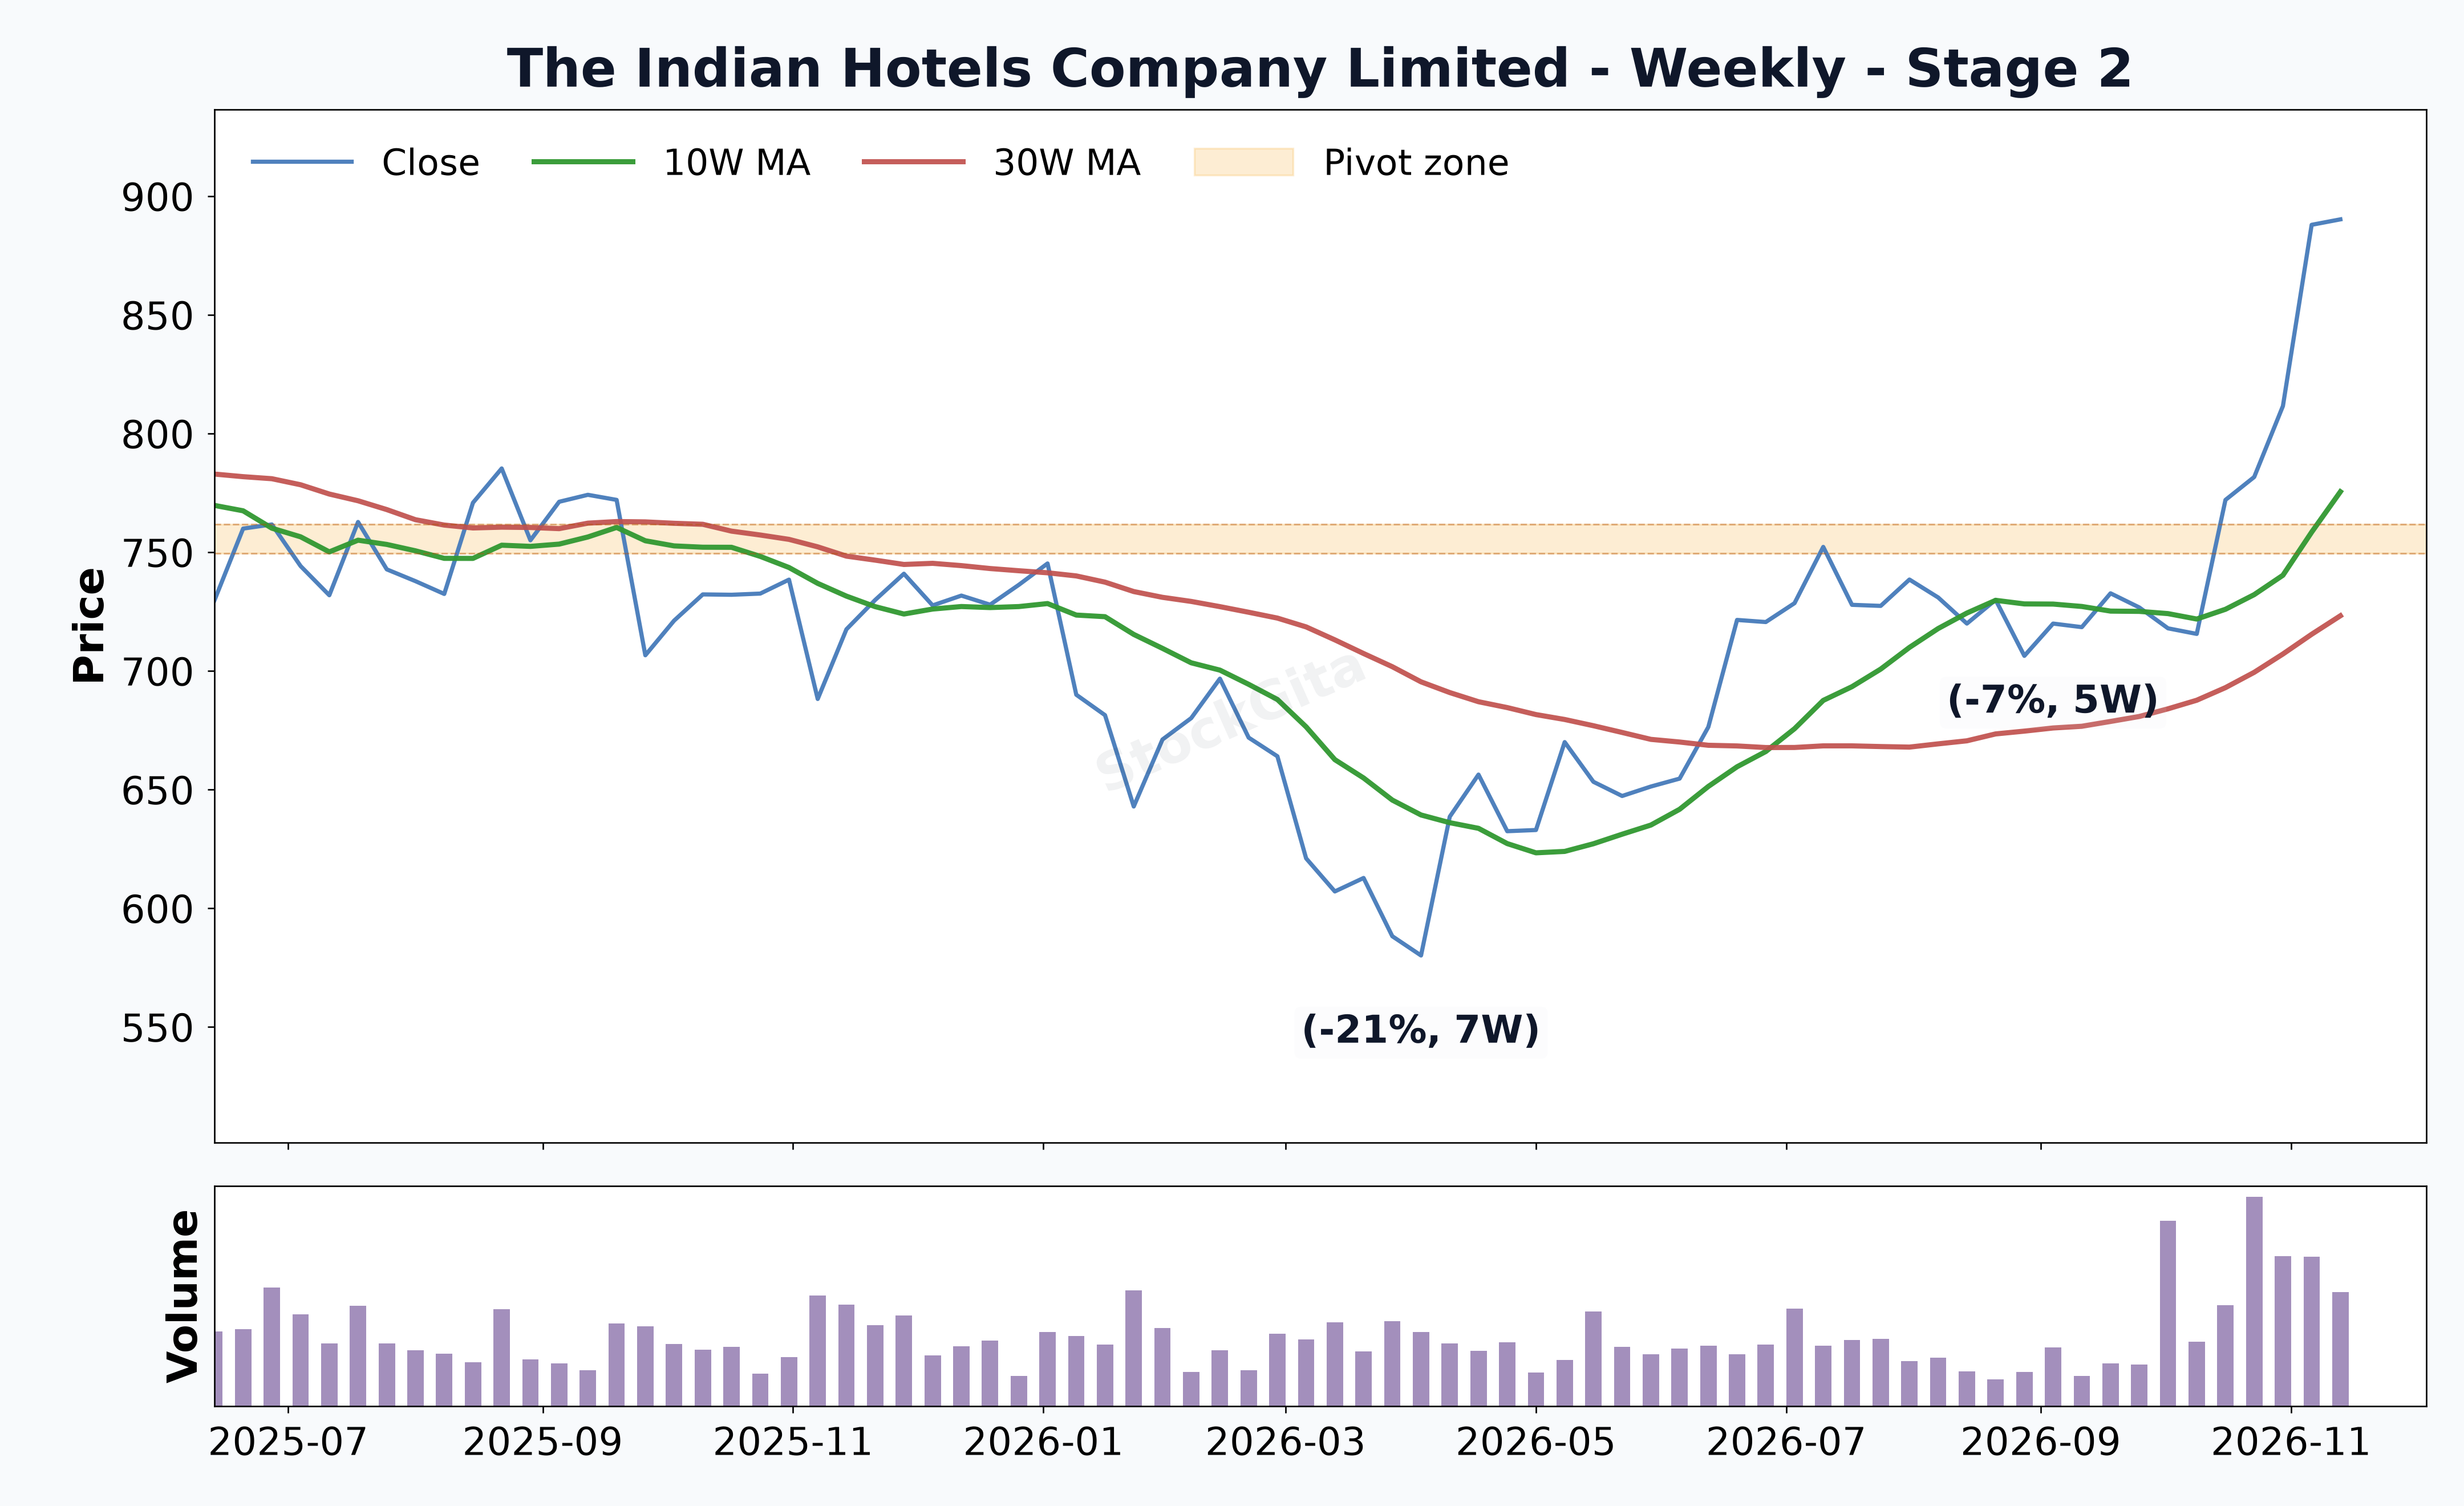 The Indian Hotels Company Limited - Weekly - Stage 2
Close 10W MA 30W MA Pivot zone
900
850
800
750
700
650
600
550
Price
StockGita
(-7%, 5W)
(-21%, 7W)
Volume
2025-07 2025-09 2025-11 2026-01 2026-03 2026-05 2026-07 2026-09 2026-11